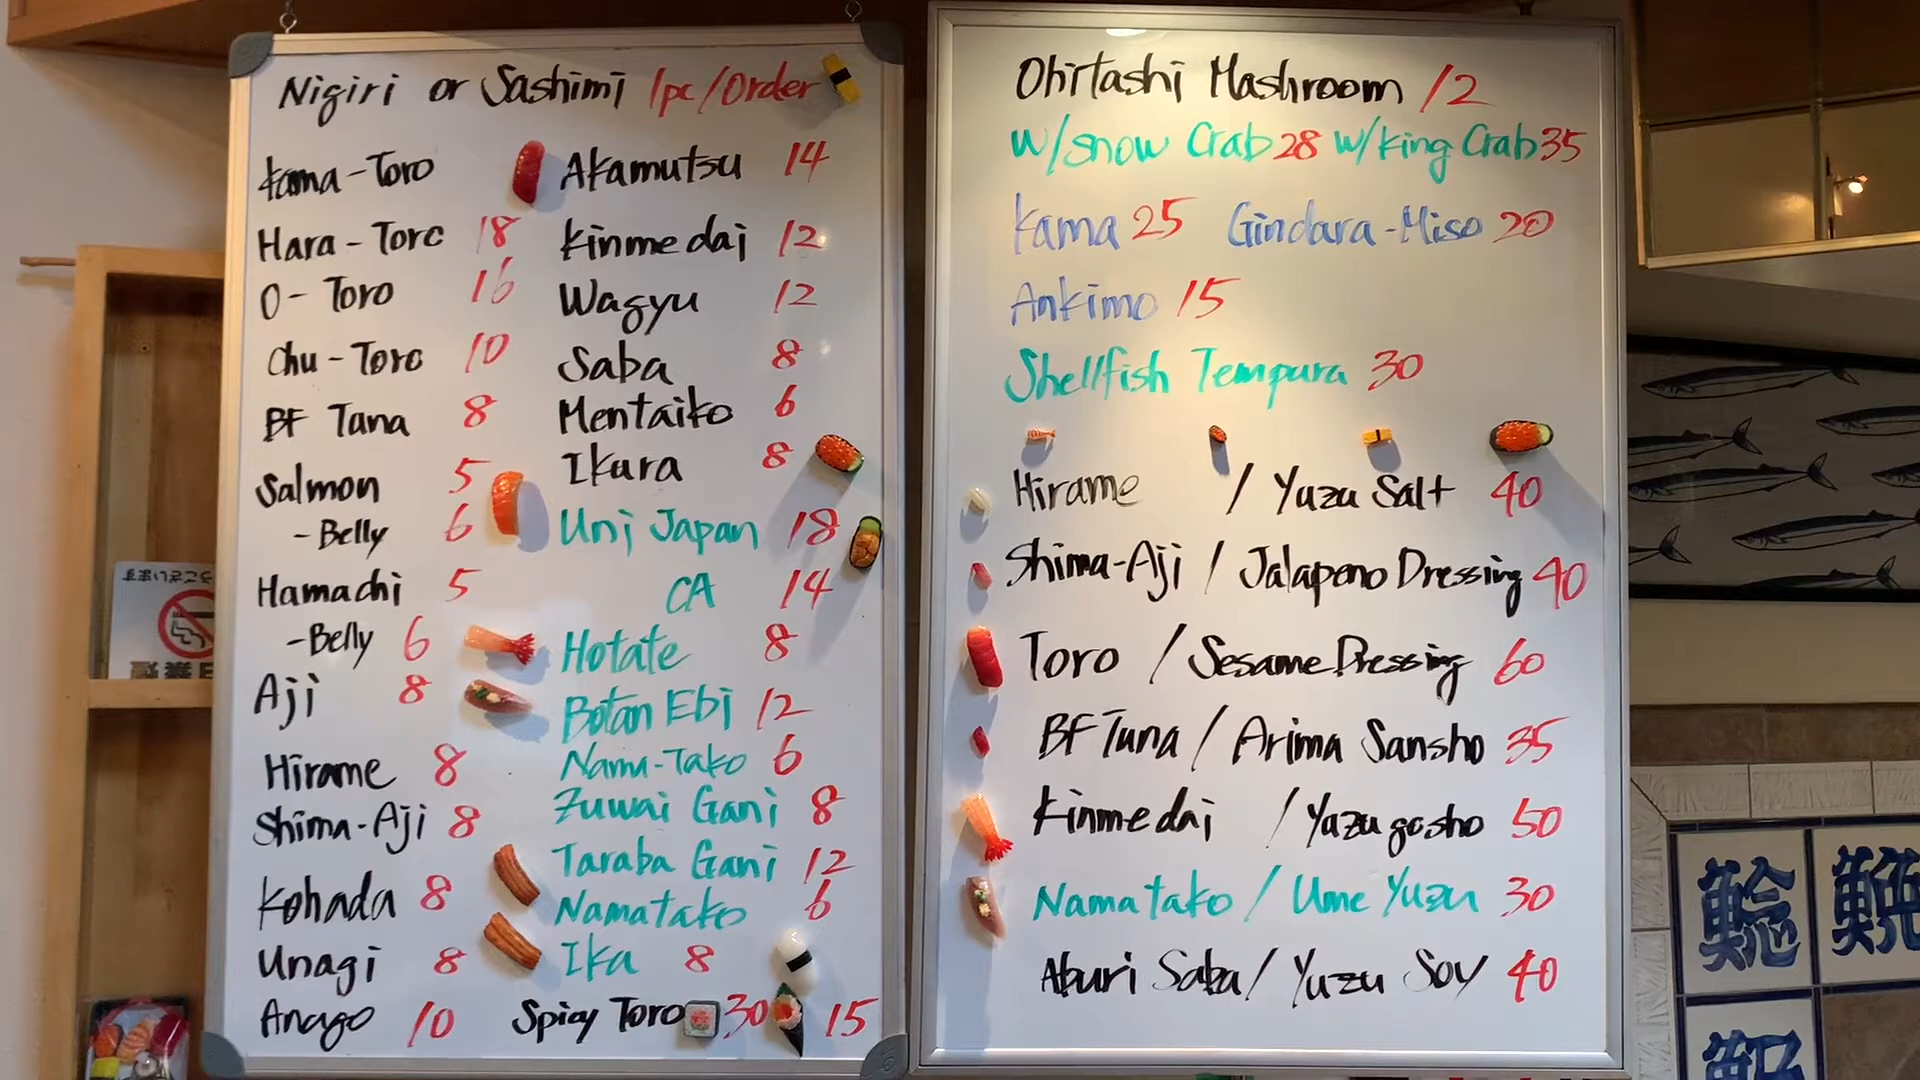 Nigiri or Sashimi 1pc/Order
Kama-Toro
Hara-Toro 18
O-Toro 16
Chu-Toro 10
BF Tuna 8
Salmon 5
-Belly 6
Hamachi 5
-Belly 6
Aji 8
Hirame 8
Shima-Aji 8
Kohada 8
Unagi 8
Anago 10
Akamutsu 14
Kinmedai 12
Wagyu 12
Saba 8
Mentaiko 6
Ikura 8
Uni Japan 18
CA 14
Hotate 8
Botan Ebi 12
Nama-Tako 6
Zuwai Gani 8
Taraba Gani 12
Namatako 6
Ika 8
Spicy Toro 30 15
Ohitashi Mashroom 12
w/snow Crab 28 w/king Crab 35
Kama 25 Gindara-Miso 20
Ankimo 15
Shellfish Tempura 30
Hirame / Yuzu Salt 40
Shima-Aji / Jalapeno Dressing 40
Toro / Sesame Dressing 60
BF Tuna / Arima Sansho 35
Kinmedai / Yazugosho 50
Namatako / Ume Yuzu 30
Aburi Saba / Yuzu Soy 40